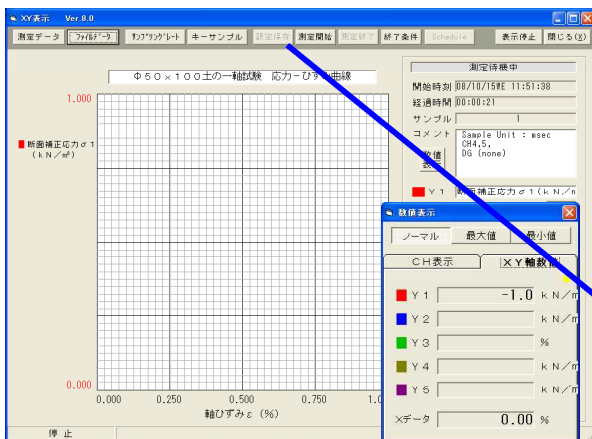 XY表示 Ver.8.0
測定データ ファイルデータ サンプリングレート キーサンプル 設定保存 測定開始 測定終了 終了条件 Schedule 表示停止 閉じる(X)
Φ50×100土の一軸試験 応力-ひずみ曲線
測定待機中
開始時刻 08/10/15WE 11:51:38
経過時間 00:00:21
サンプル 1
コメント Sample Unit : msec
CH4,5,
DG (none)
数値
表示
Y1 断面補正応力σ1(kN/m
1.000
断面補正応力σ1
(kN/㎡)
0.000
0.000 0.250 0.500 0.750 1.0
軸ひずみε (%)
停止
数値表示
ノーマル 最大値 最小値
CH表示 XY軸数値
Y1 -1.0 kN/m
Y2 kN/m
Y3 %
Y4 kN/m
Y5 kN/m
Xデータ 0.00 %